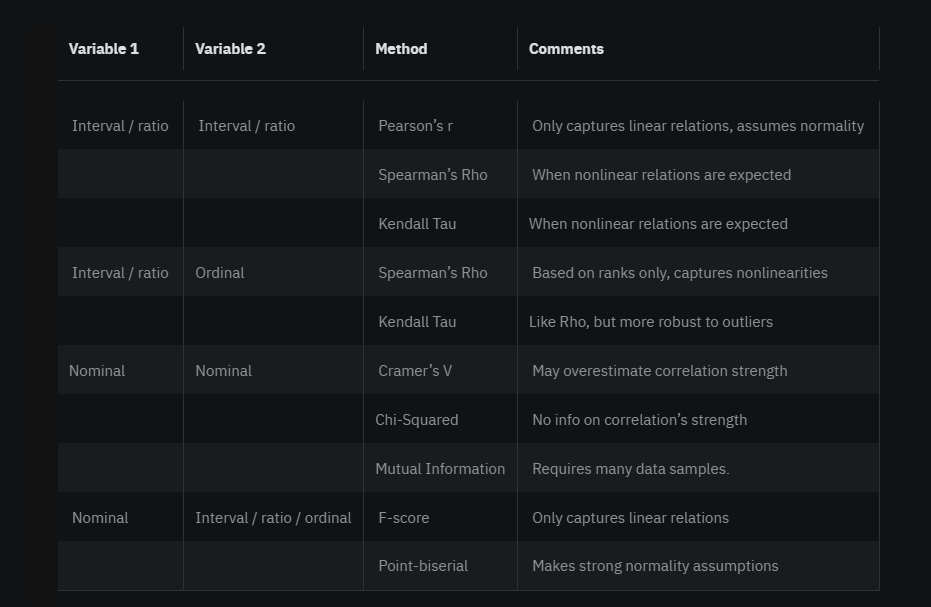 Variable 1 Variable 2 Method Comments
Interval / ratio Interval / ratio Pearson’s r Only captures linear relations, assumes normality
Spearman’s Rho When nonlinear relations are expected
Kendall Tau When nonlinear relations are expected
Interval / ratio Ordinal Spearman’s Rho Based on ranks only, captures nonlinearities
Kendall Tau Like Rho, but more robust to outliers
Nominal Nominal Cramer’s V May overestimate correlation strength
Chi-Squared No info on correlation’s strength
Mutual Information Requires many data samples.
Nominal Interval / ratio / ordinal F-score Only captures linear relations
Point-biserial Makes strong normality assumptions